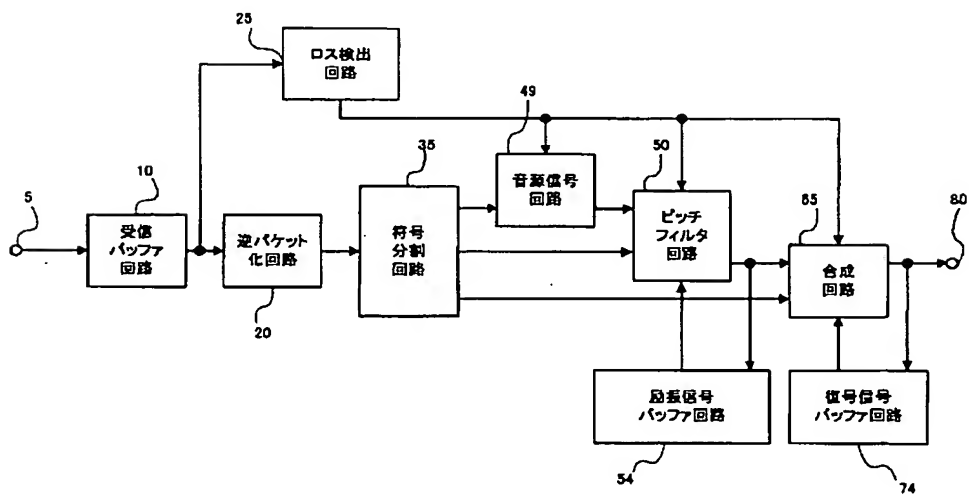 25
ロス検出
回路
49
35
音源信号
回路
50
10
5
受信
バッファ
回路
逆パケット
化回路
20
符号
分割
回路
ピッチ
フィルタ
回路
65
80
合成
回路
励振信号
バッファ回路
54
復号信号
バッファ回路
74